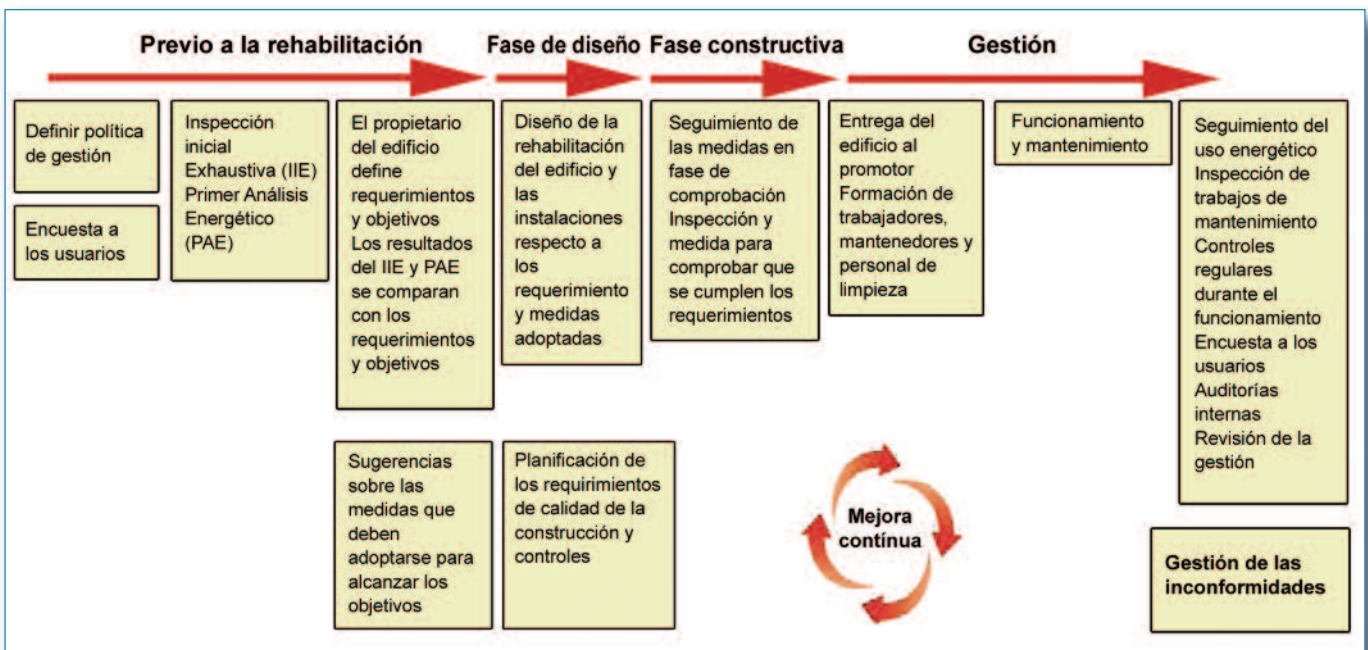 Previo a la rehabilitación
Fase de diseño
Fase constructiva
Gestión
Definir política
de gestión
Encuesta a
los usuarios
Inspección
inicial
Exhaustiva (IIE)
Primer Análisis
Energético
(PAE)
El propietario
del edificio
define
requerimientos
y objetivos
Los resultados
del IIE y PAE
se comparan
con los
requerimientos
y objetivos
Sugerencias
sobre las
medidas que
deben
adoptarse para
alcanzar los
objetivos
Diseño de la
rehabilitación
del edificio y
las
instalaciones
respecto a
los
requerimiento
y medidas
adoptadas
Planificación de
los requirimientos
de calidad de la
construcción y
controles
Seguimiento de
las medidas en
fase de
comprobación
Inspección y
medida para
comprobar que
se cumplen los
requerimientos
Entrega del
edificio al
promotor
Formación de
trabajadores,
mantenedores y
personal de
limpieza
Funcionamiento
y mantenimiento
Seguimiento del
uso energético
Inspección de
trabajos de
mantenimiento
Controles
regulares
durante el
funcionamiento
Encuesta a los
usuarios
Auditorías
internas
Revisión de la
gestión
Mejora
contínua
Gestión de las
inconformidades